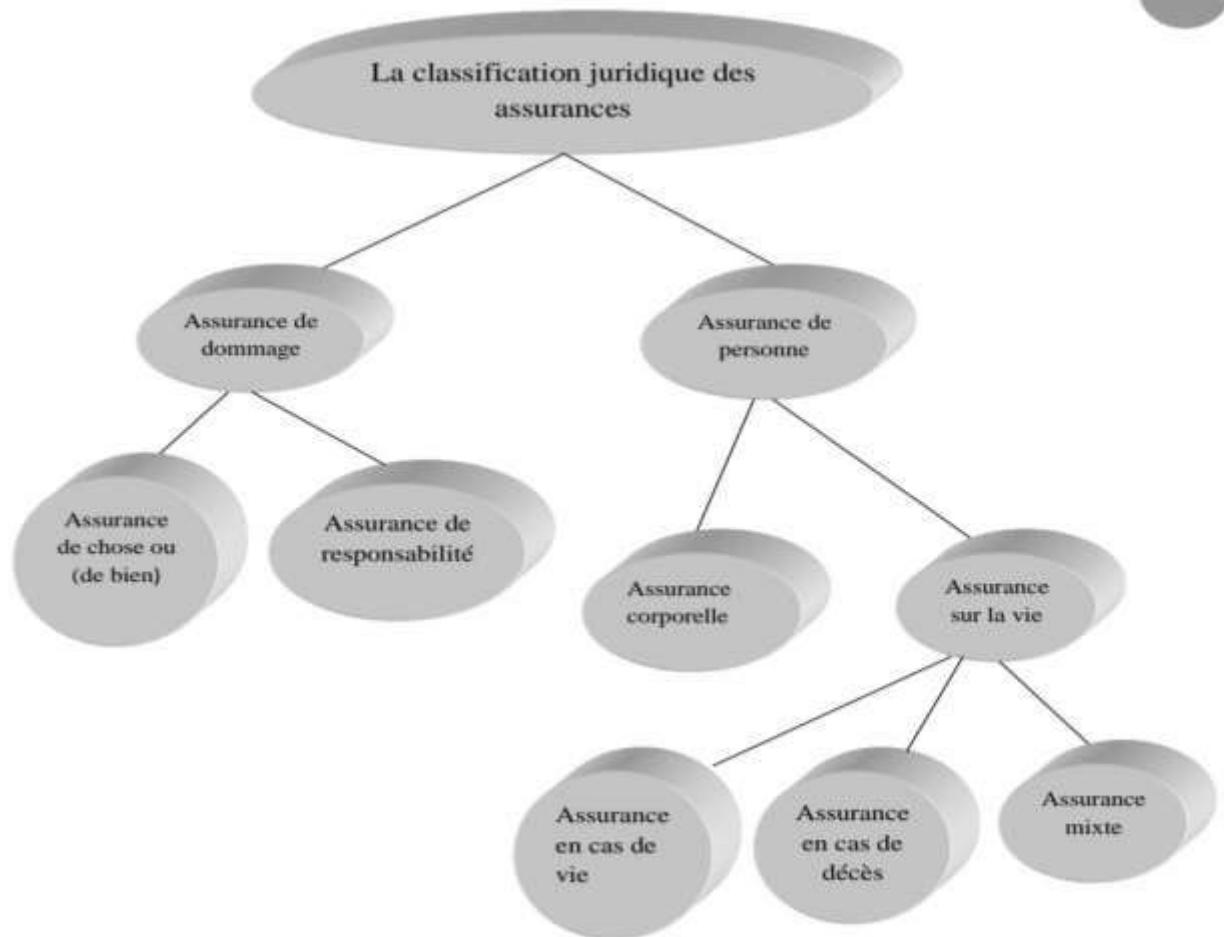 La classification juridique des
assurances
Assurance de
dommage
Assurance de
personne
Assurance
de chose ou
(de bien)
Assurance de
responsabilité
Assurance
corporelle
Assurance
sur la vie
Assurance
en cas de
vie
Assurance
en cas de
décès
Assurance
mixte